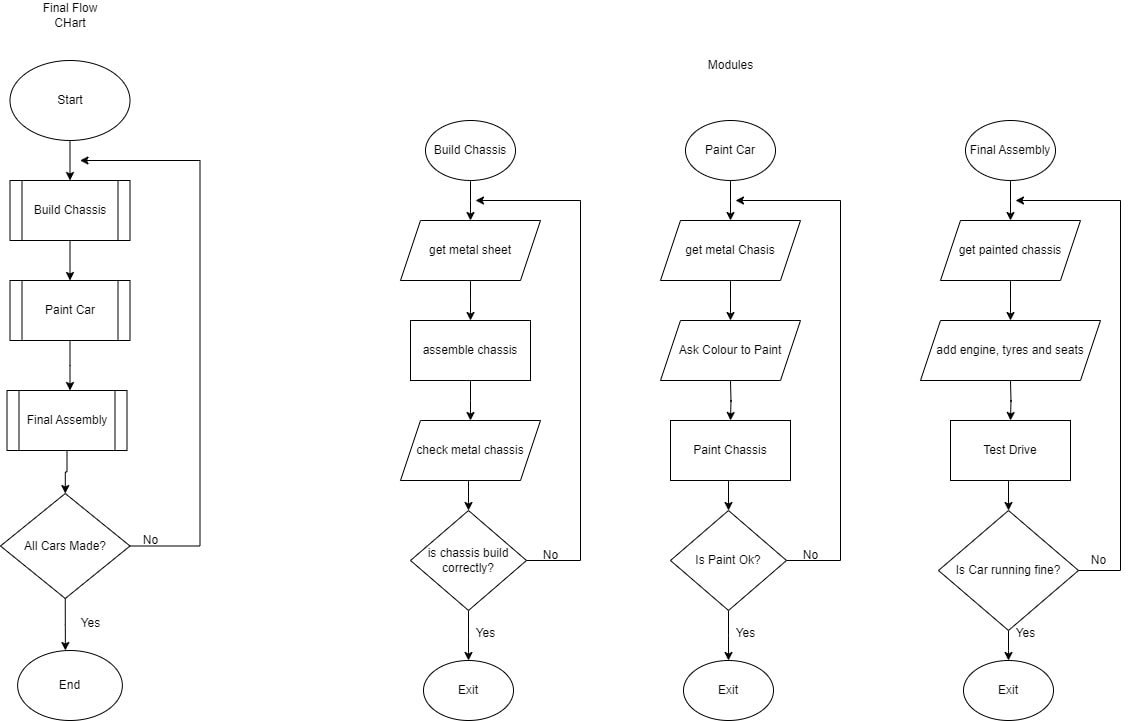 Final Flow
CHart
Start
Build Chassis
Paint Car
Final Assembly
All Cars Made?
No
Yes
End
Modules
Build Chassis
get metal sheet
assemble chassis
check metal chassis
is chassis build
correctly?
No
Yes
Exit
Paint Car
get metal Chasis
Ask Colour to Paint
Paint Chassis
Is Paint Ok?
No
Yes
Exit
Final Assembly
get painted chassis
add engine, tyres and seats
Test Drive
Is Car running fine?
No
Yes
Exit